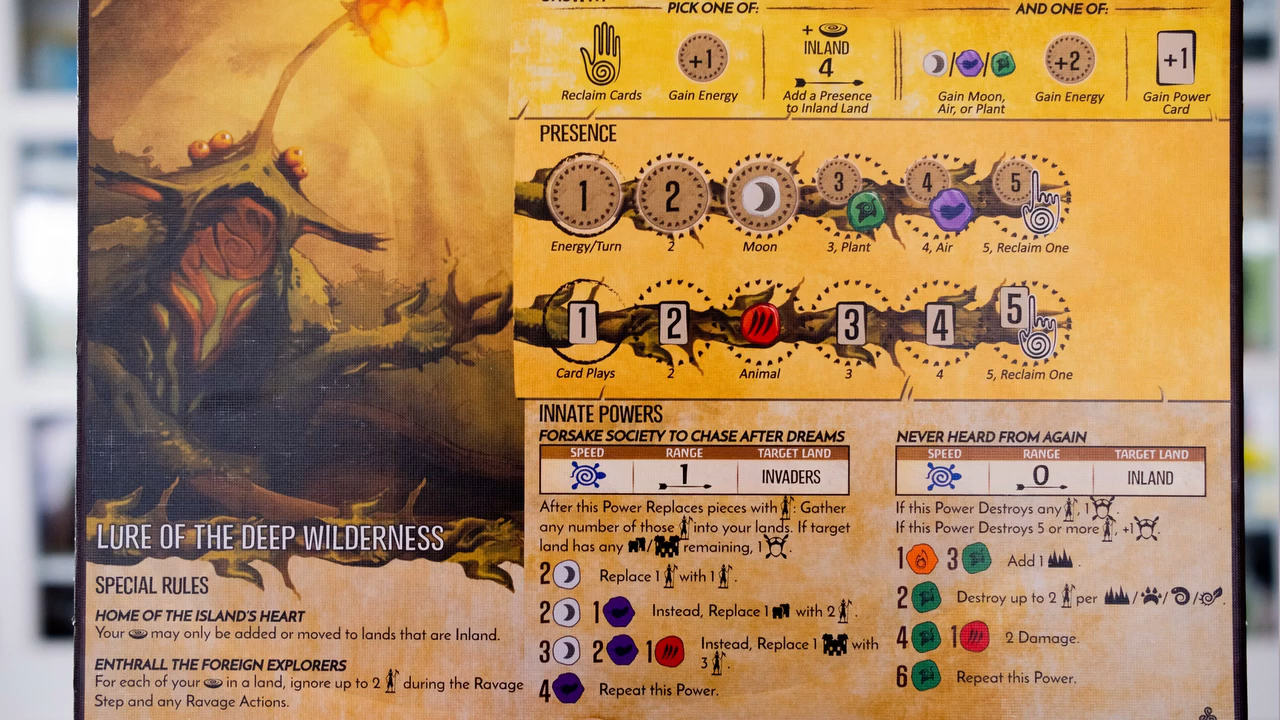 PICK ONE OF:
AND ONE OF:
Reclaim Cards
+1
Gain Energy
+
INLAND
4
Add a Presence
to Inland Land
/ /
Gain Moon,
Air, or Plant
+2
Gain Energy
+1
Gain Power
Card
PRESENCE
1 2 3 4 5
Energy/Turn 2 Moon 3, Plant 4, Air 5, Reclaim One
1 2 3 4 5
Card Plays 2 Animal 3 4 5, Reclaim One
LURE OF THE DEEP WILDERNESS
SPECIAL RULES
HOME OF THE ISLAND'S HEART
Your may only be added or moved to lands that are Inland.
ENTHRALL THE FOREIGN EXPLORERS
For each of your in a land, ignore up to 2 during the Ravage
Step and any Ravage Actions.
INNATE POWERS
FORSAKE SOCIETY TO CHASE AFTER DREAMS
SPEED RANGE TARGET LAND
1 INVADERS
After this Power Replaces pieces with : Gather
any number of those into your lands. If target
land has any / remaining, 1 .
2 Replace 1 with 1 .
2 1 Instead, Replace 1 with 2 .
3 2 1 Instead, Replace 1 with
3 .
4 Repeat this Power.
NEVER HEARD FROM AGAIN
SPEED RANGE TARGET LAND
0 INLAND
If this Power Destroys any , 1 .
If this Power Destroys 5 or more , +1 .
1 3 Add 1 .
2 Destroy up to 2 per / / / .
4 1 2 Damage.
6 Repeat this Power.